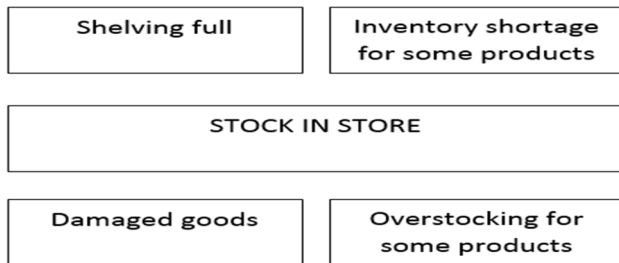 Shelving full
Inventory shortage
for some products
STOCK IN STORE
Damaged goods
Overstocking for
some products